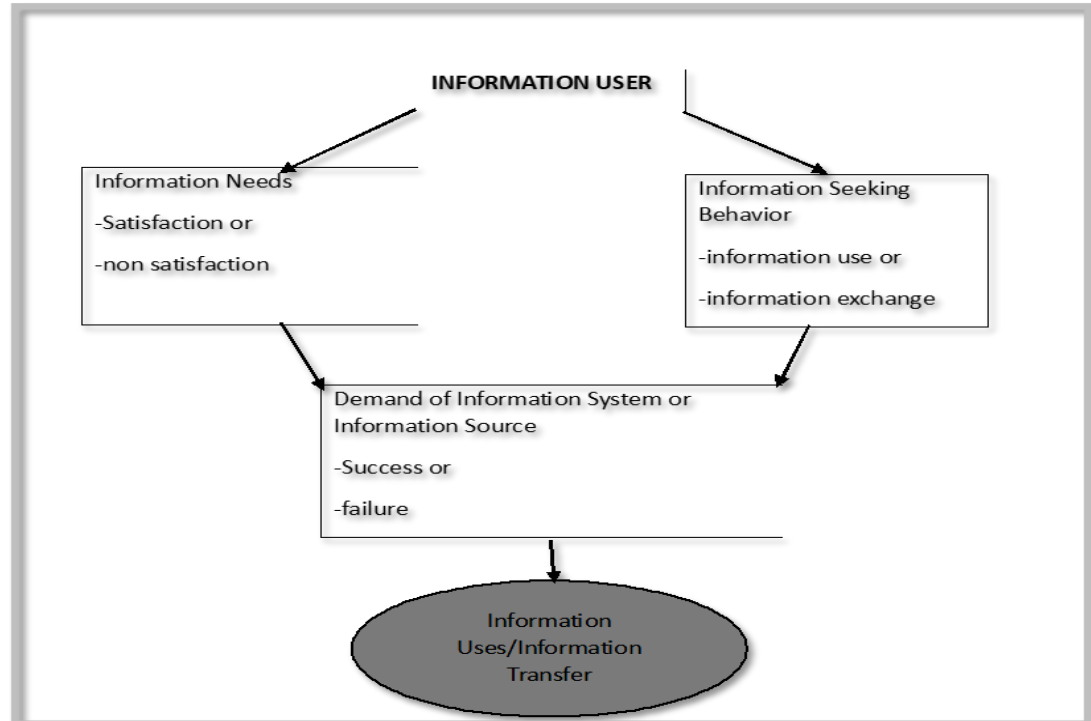 INFORMATION USER
Information Needs
-Satisfaction or
-non satisfaction
Information Seeking
Behavior
-information use or
-information exchange
Demand of Information System or
Information Source
-Success or
-failure
Information
Uses/Information
Transfer